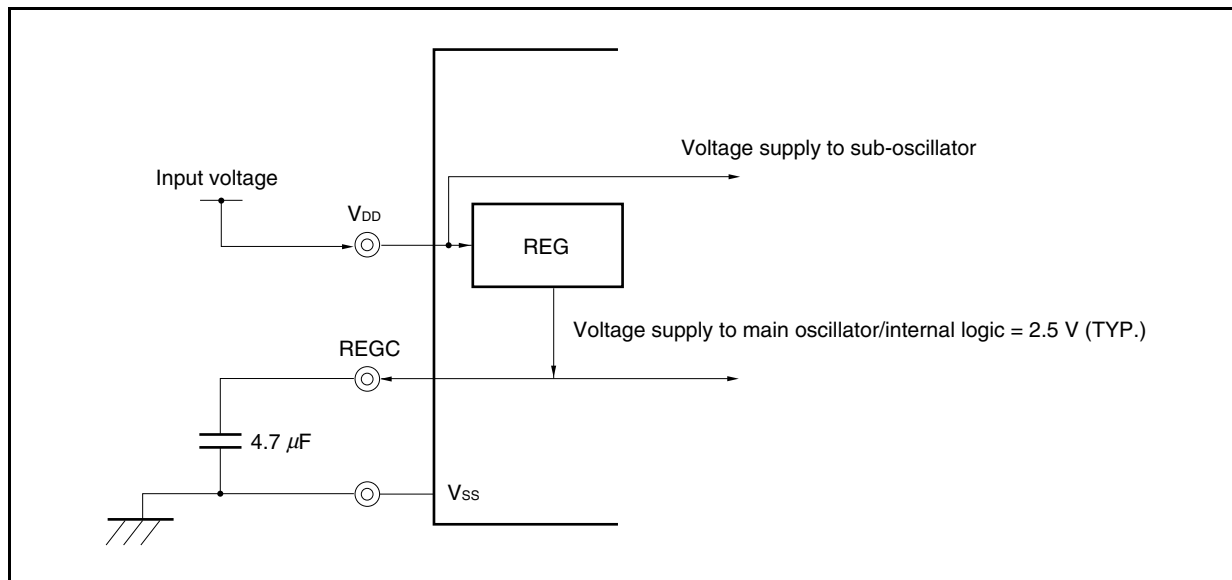 Voltage supply to sub-oscillator
Input voltage
VDD
REG
Voltage supply to main oscillator/internal logic = 2.5 V (TYP.)
REGC
4.7 μF
VSS